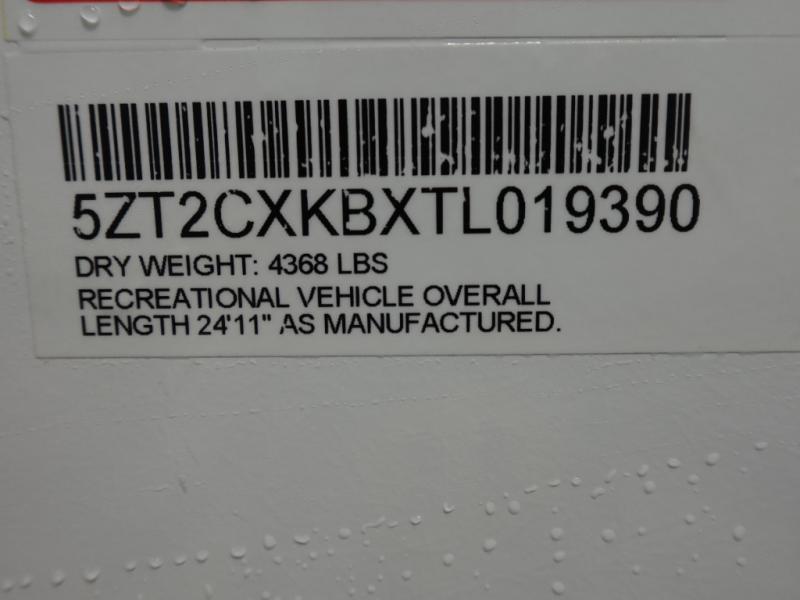 5ZT2CXKBXTL019390
DRY WEIGHT: 4368 LBS
RECREATIONAL VEHICLE OVERALL
LENGTH 24'11" AS MANUFACTURED.